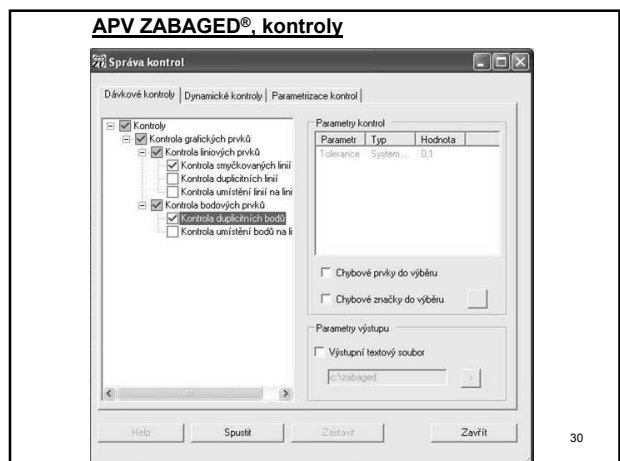 APV ZABAGED®, kontroly
Správa kontrol
Dávkové kontroly Dynamické kontroly Parametrizace kontrol
Kontroly
Kontrola grafických prvků
Kontrola liniových prvků
Kontrola smyčkovaných linií
Kontrola duplicitních linií
Kontrola umístění linií na lini
Kontrola bodových prvků
Kontrola duplicitních bodů
Kontrola umístění bodů na li
Parametry kontrol
Parametr Typ Hodnota
Tolerance System... 0,1
Chybové prvky do výběru
Chybové značky do výběru
Parametry výstupu
Výstupní textový soubor
c:\zabaged
>
Help Spustit Zastavit Zavřít
30